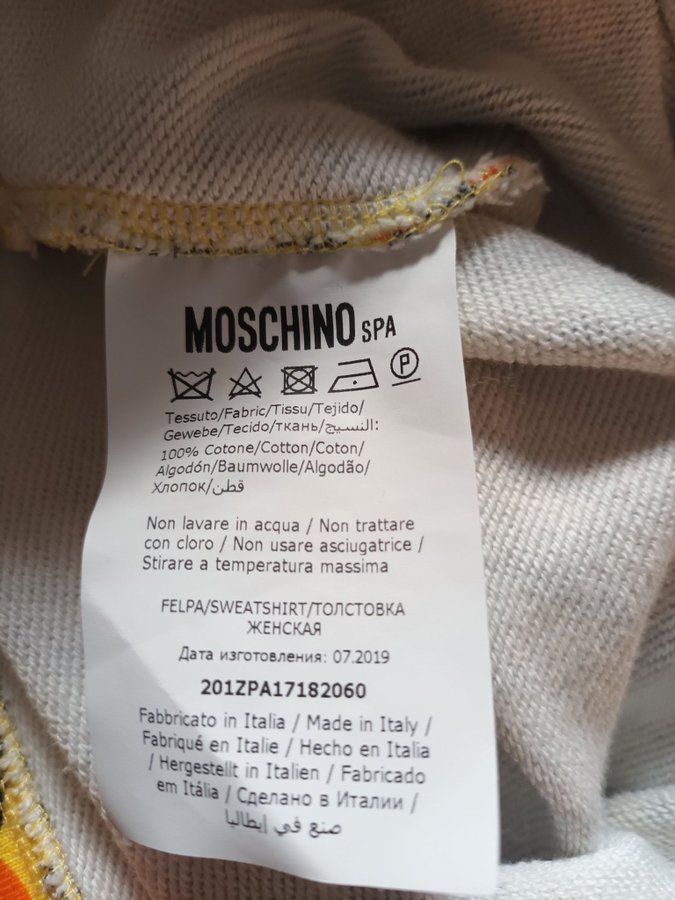 MOSCHINO SPA
P
Tessuto/Fabric/Tissu/Tejido/
Gewebe/Tecido/ткань/النسيج:
100% Cotone/Cotton/Coton/
Algodón/Baumwolle/Algodão/
Хлопок/قطن
Non lavare in acqua / Non trattare
con cloro / Non usare asciugatrice /
Stirare a temperatura massima
FELPA/SWEATSHIRT/ТОЛСТОВКА
ЖЕНСКАЯ
Дата изготовления: 07.2019
201ZPA17182060
Fabbricato in Italia / Made in Italy /
Fabriqué en Italie / Hecho en Italia
/ Hergestellt in Italien / Fabricado
em Itália / Сделано в Италии /
صنع في إيطاليا